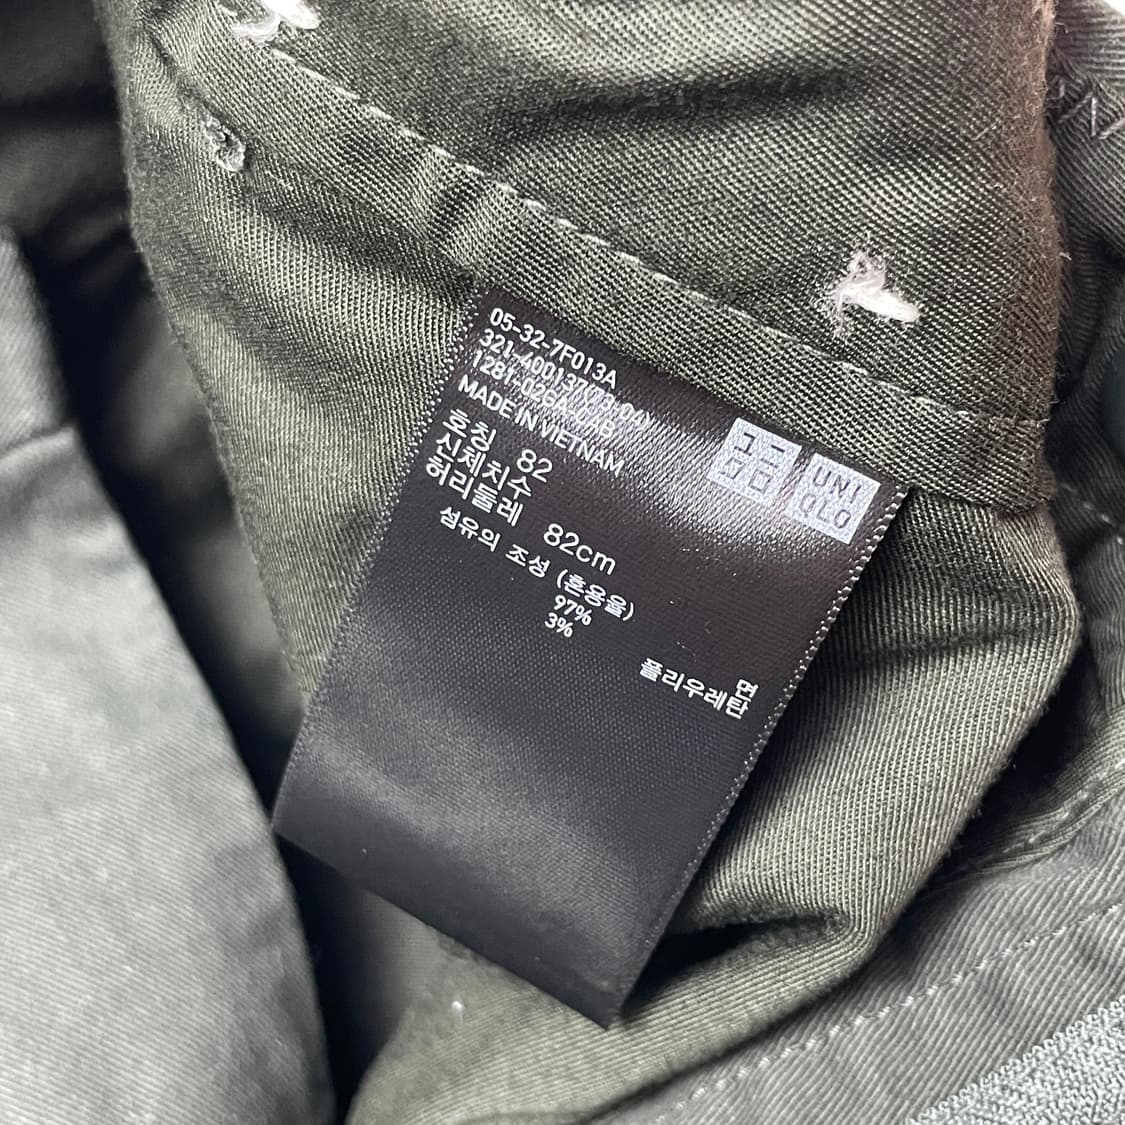 05-32-7F013A
MADE IN VIETNAM
호칭 82
신체치수
허리둘레 82cm
섬유의 조성 (혼용율)
97% 면
3% 폴리우레탄
ユニ
クロ
UNI
QLO